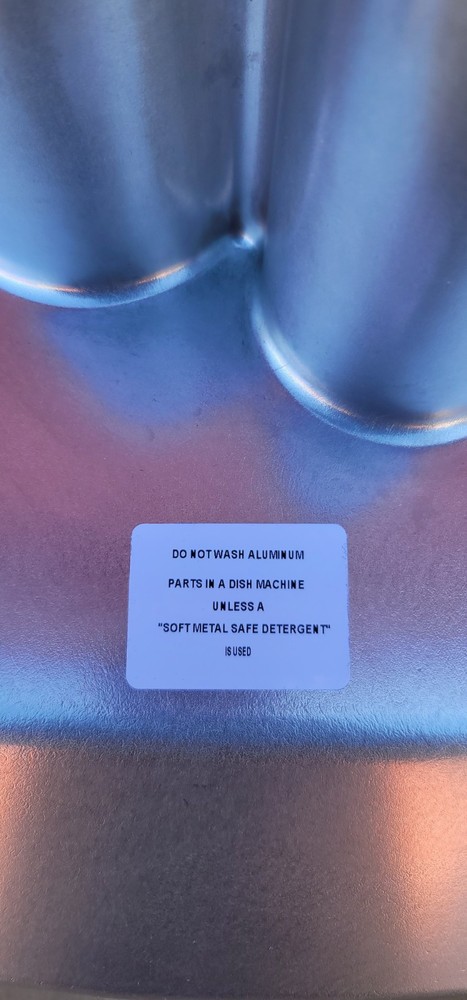 DO NOT WASH ALUMINUM
PARTS IN A DISH MACHINE
UNLESS A
"SOFT METAL SAFE DETERGENT"
IS USED